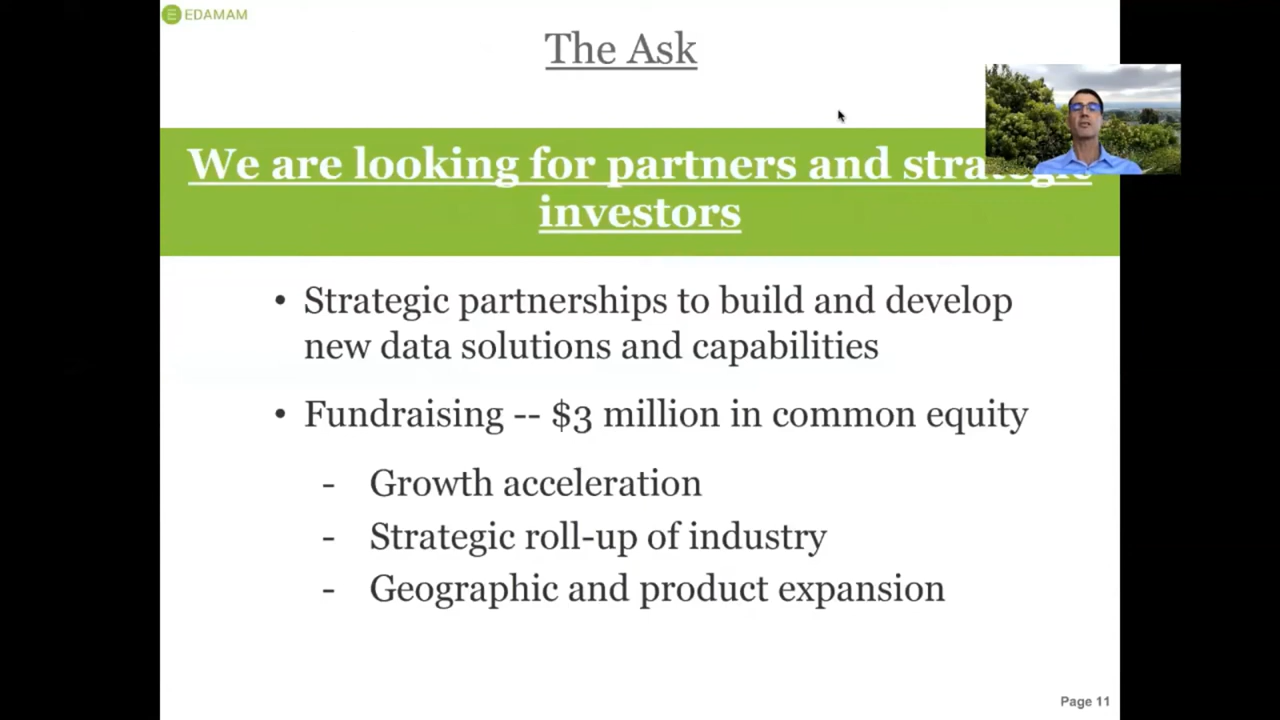 EDAMAM
The Ask
We are looking for partners and strategic
investors
• Strategic partnerships to build and develop
new data solutions and capabilities
• Fundraising -- $3 million in common equity
- Growth acceleration
- Strategic roll-up of industry
- Geographic and product expansion
Page 11